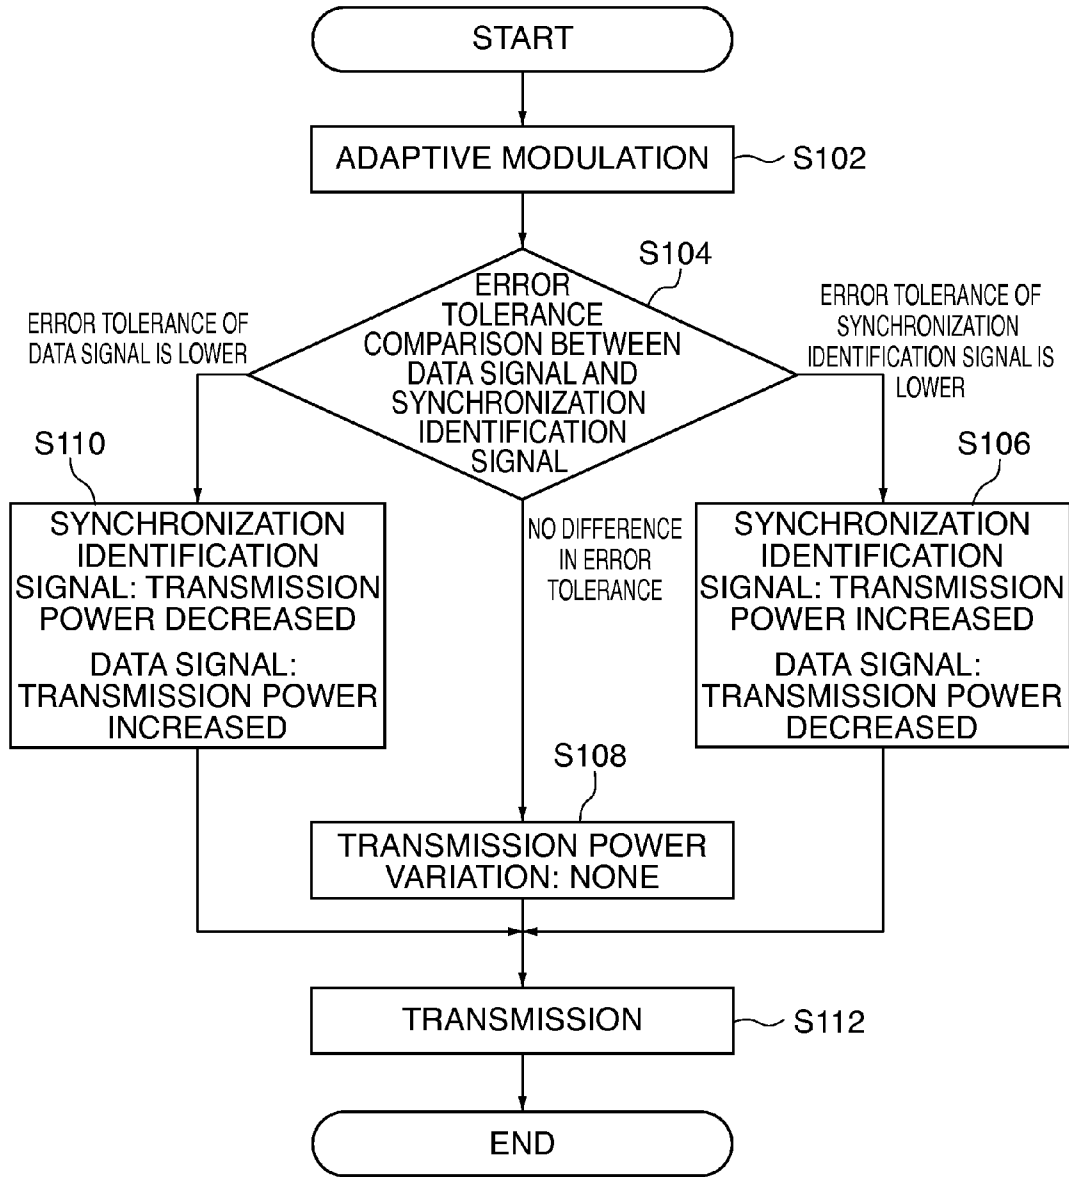 START
ADAPTIVE MODULATION
S102
S104
ERROR
TOLERANCE
COMPARISON BETWEEN
DATA SIGNAL AND
SYNCHRONIZATION
IDENTIFICATION
SIGNAL
ERROR TOLERANCE OF
DATA SIGNAL IS LOWER
ERROR TOLERANCE OF
SYNCHRONIZATION
IDENTIFICATION SIGNAL IS
LOWER
S110
SYNCHRONIZATION
IDENTIFICATION
SIGNAL: TRANSMISSION
POWER DECREASED
DATA SIGNAL:
TRANSMISSION POWER
INCREASED
NO DIFFERENCE
IN ERROR
TOLERANCE
S106
SYNCHRONIZATION
IDENTIFICATION
SIGNAL: TRANSMISSION
POWER INCREASED
DATA SIGNAL:
TRANSMISSION POWER
DECREASED
S108
TRANSMISSION POWER
VARIATION: NONE
TRANSMISSION
S112
END